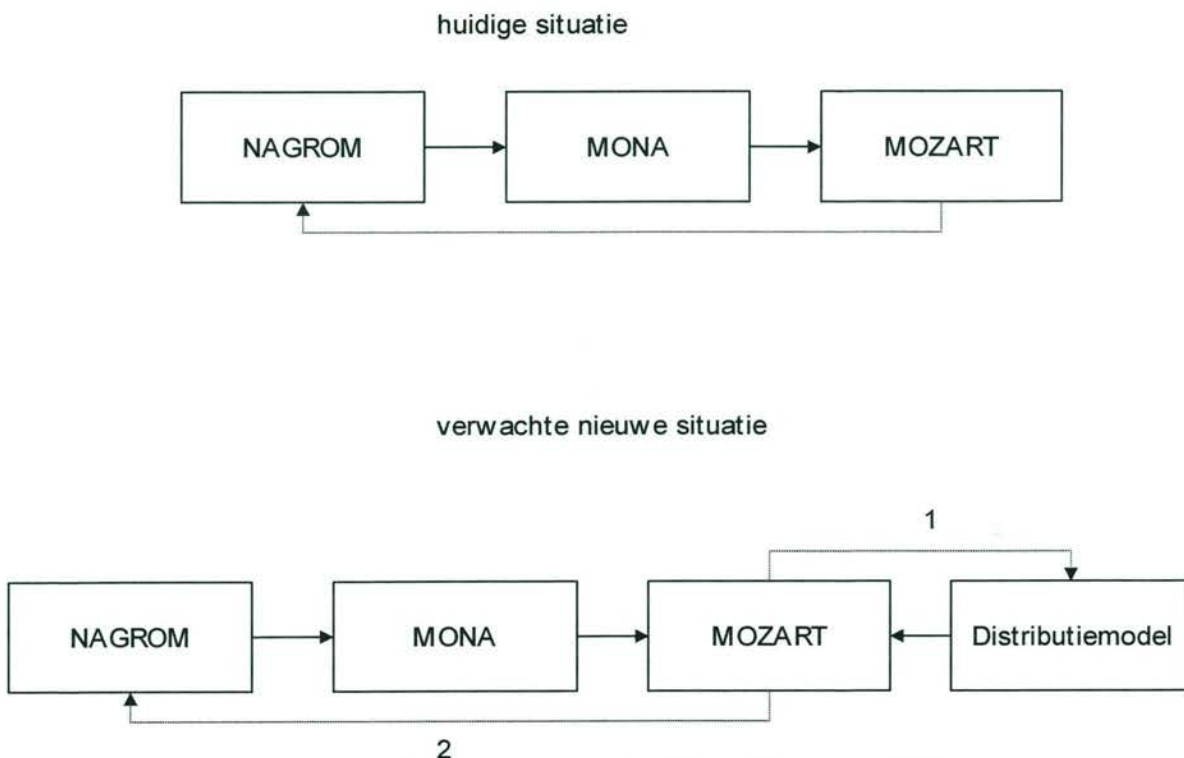 huidige situatie
NAGROM MONA MOZART
verwachte nieuwe situatie
1
NAGROM MONA MOZART Distributiemodel
2